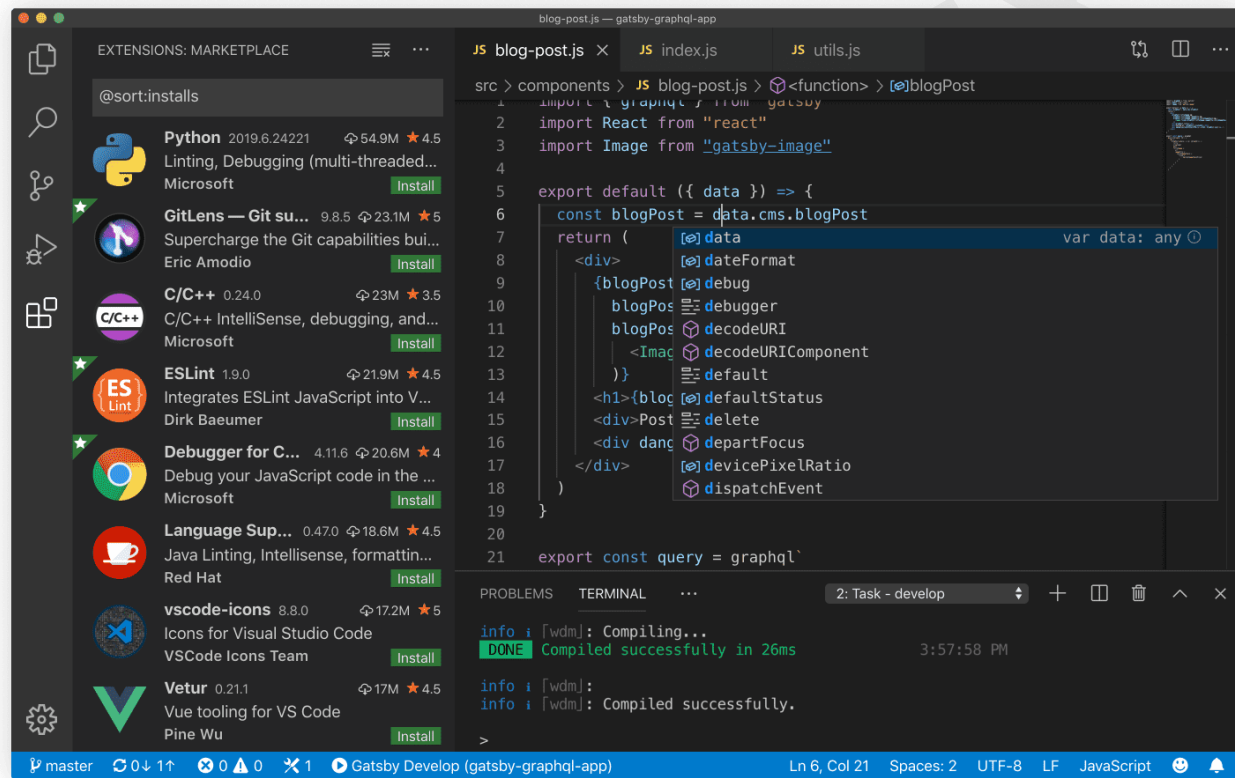 blog-post.js — gatsby-graphql-app
EXTENSIONS: MARKETPLACE
@sort:installs
Python 2019.6.24221 54.9M 4.5
Linting, Debugging (multi-threaded...
Microsoft Install
GitLens — Git su... 9.8.5 23.1M 5
Supercharge the Git capabilities bui...
Eric Amodio Install
C/C++ 0.24.0 23M 3.5
C/C++
C/C++ IntelliSense, debugging, and...
Microsoft Install
ESLint 1.9.0 21.9M 4.5
ES
Lint
Integrates ESLint JavaScript into V...
Dirk Baeumer Install
Debugger for C... 4.11.6 20.6M 4
Debug your JavaScript code in the ...
Microsoft Install
Language Sup... 0.47.0 18.6M 4.5
Java Linting, Intellisense, formattin...
Red Hat Install
vscode-icons 8.8.0 17.2M 5
Icons for Visual Studio Code
VSCode Icons Team Install
Vetur 0.21.1 17M 4.5
Vue tooling for VS Code
Pine Wu Install
JS blog-post.js JS index.js JS utils.js
src > components > JS blog-post.js > <function> > blogPost
1 import { graphql } from "gatsby"
2 import React from "react"
3 import Image from "gatsby-image"
4
5 export default ({ data }) => {
6 const blogPost = data.cms.blogPost
7 return (
8 <div>
9 {blogPost
10 blogPos
11 blogPos
12 <Imag
13 )}
14 <h1>{blog
15 <div>Post
16 <div dang
17 </div>
18 )
19 }
20
21 export const query = graphql`
data var data: any
dateFormat
debug
debugger
decodeURI
decodeURIComponent
default
defaultStatus
delete
departFocus
devicePixelRatio
dispatchEvent
PROBLEMS TERMINAL ... 2: Task - develop
info i ｢wdm｣: Compiling...
DONE Compiled successfully in 26ms 3:57:58 PM
info i ｢wdm｣:
info i ｢wdm｣: Compiled successfully.
>
master 0↓ 1↑ 0 0 1 Gatsby Develop (gatsby-graphql-app) Ln 6, Col 21 Spaces: 2 UTF-8 LF JavaScript